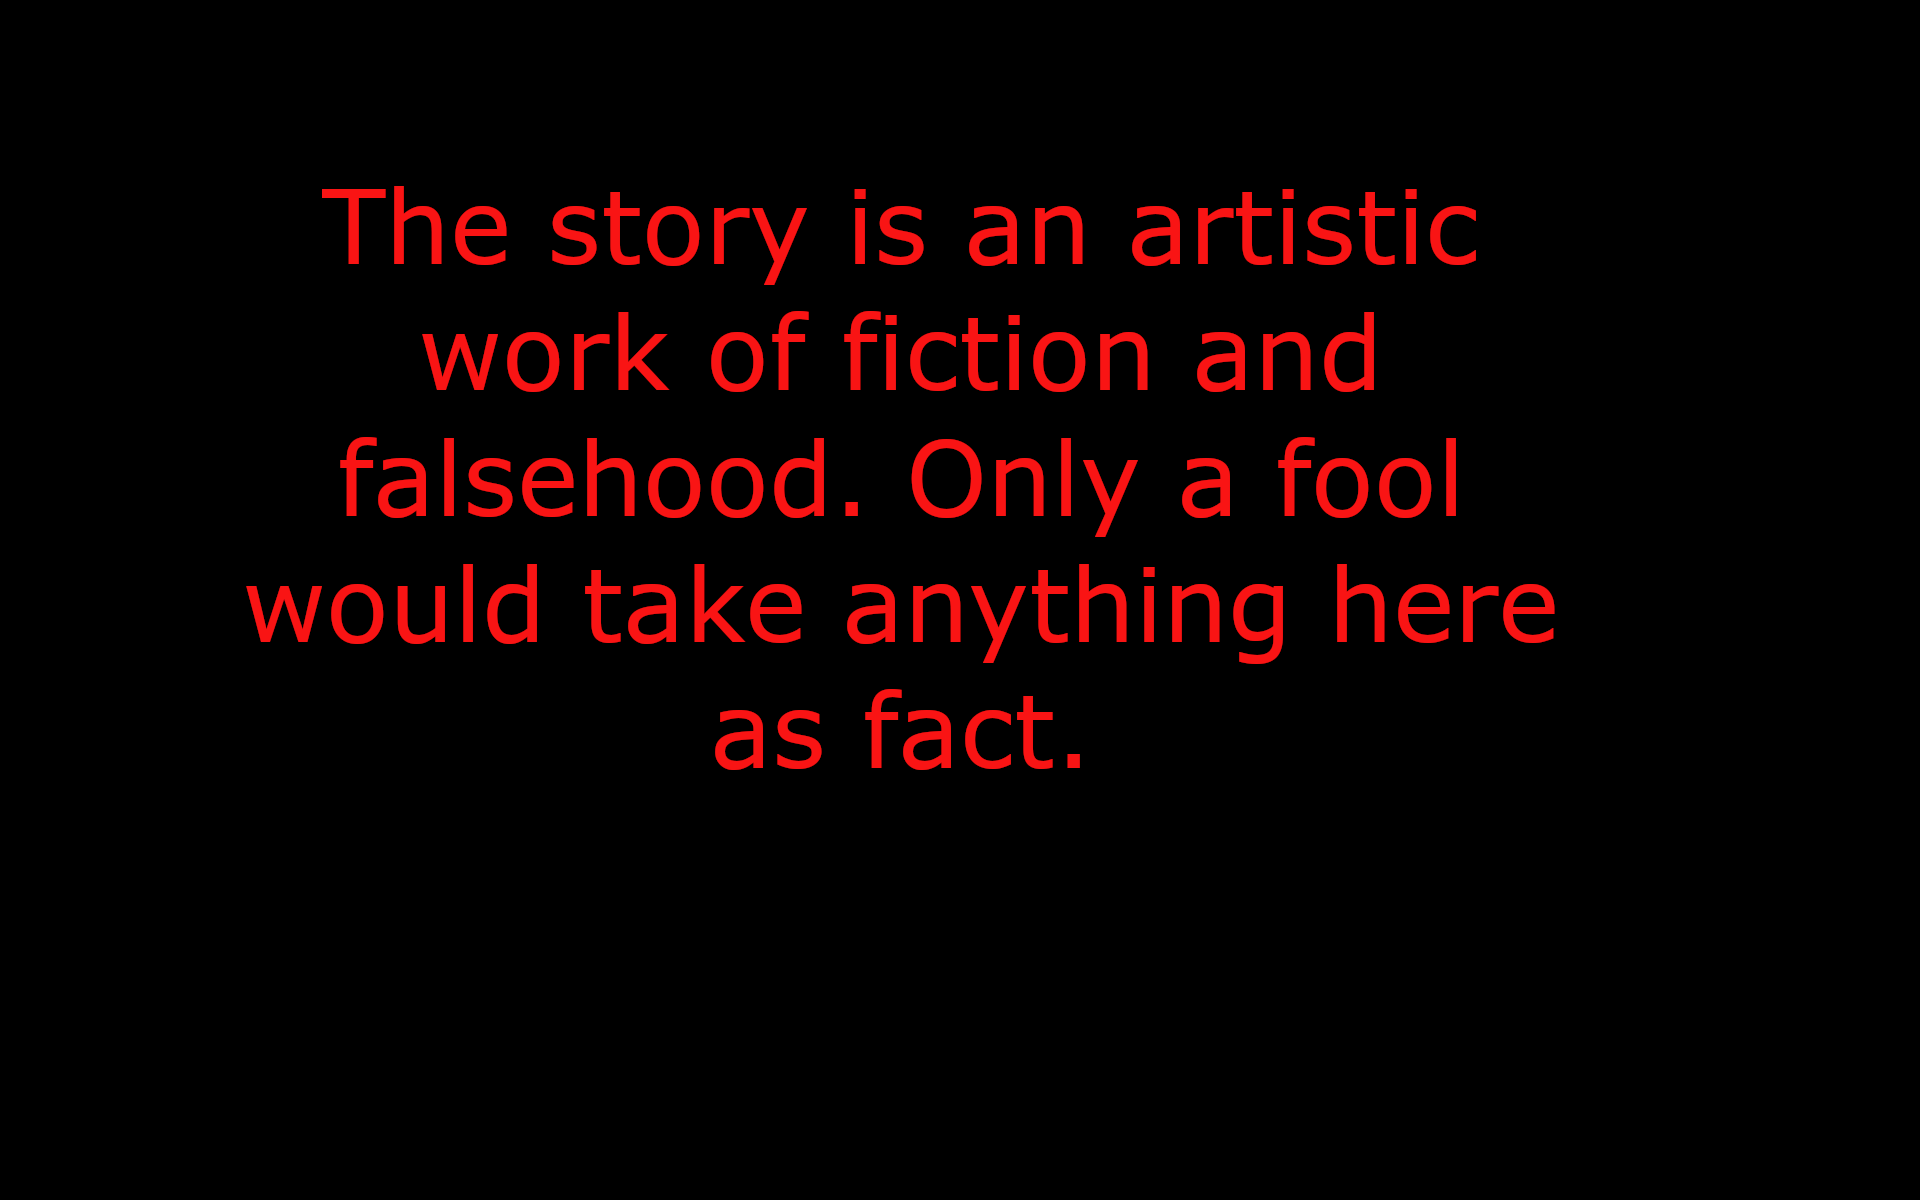 The story is an artistic
work of fiction and
falsehood. Only a fool
would take anything here
as fact.